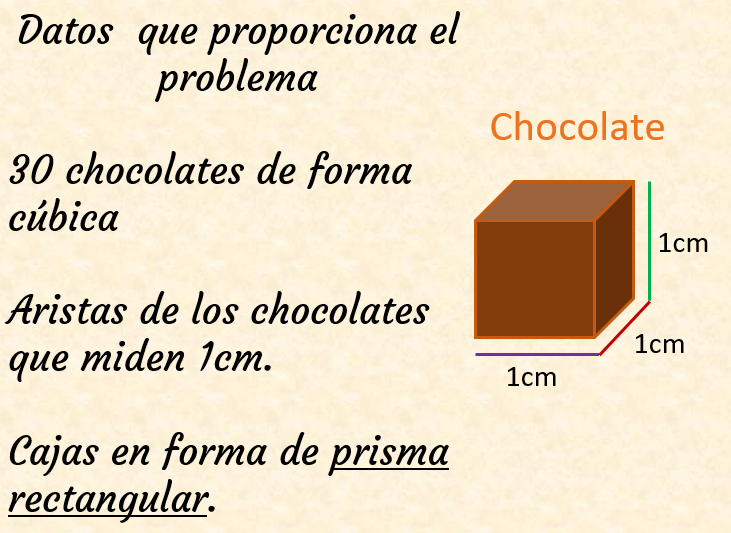 Datos que proporciona el
problema
30 chocolates de forma
cúbica
Aristas de los chocolates
que miden 1cm.
Cajas en forma de prisma
rectangular.
Chocolate
1cm
1cm
1cm